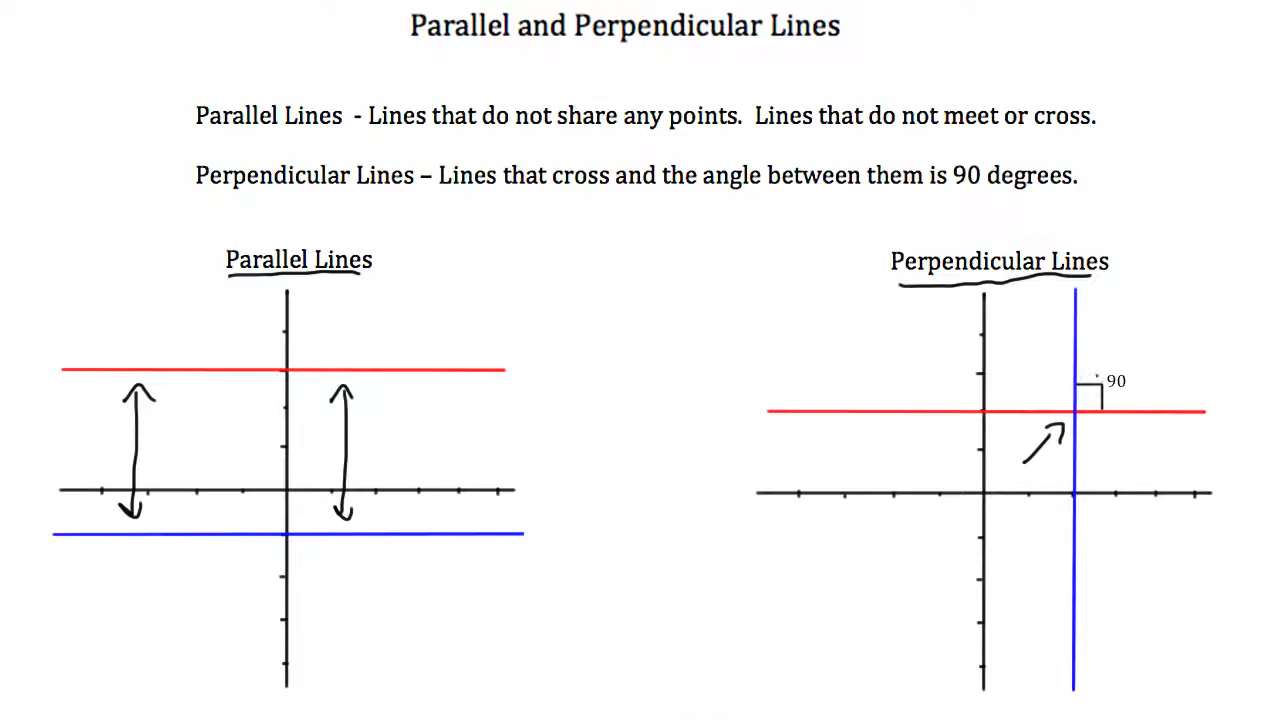 Parallel and Perpendicular Lines
Parallel Lines - Lines that do not share any points. Lines that do not meet or cross.
Perpendicular Lines – Lines that cross and the angle between them is 90 degrees.
Parallel Lines
Perpendicular Lines
90